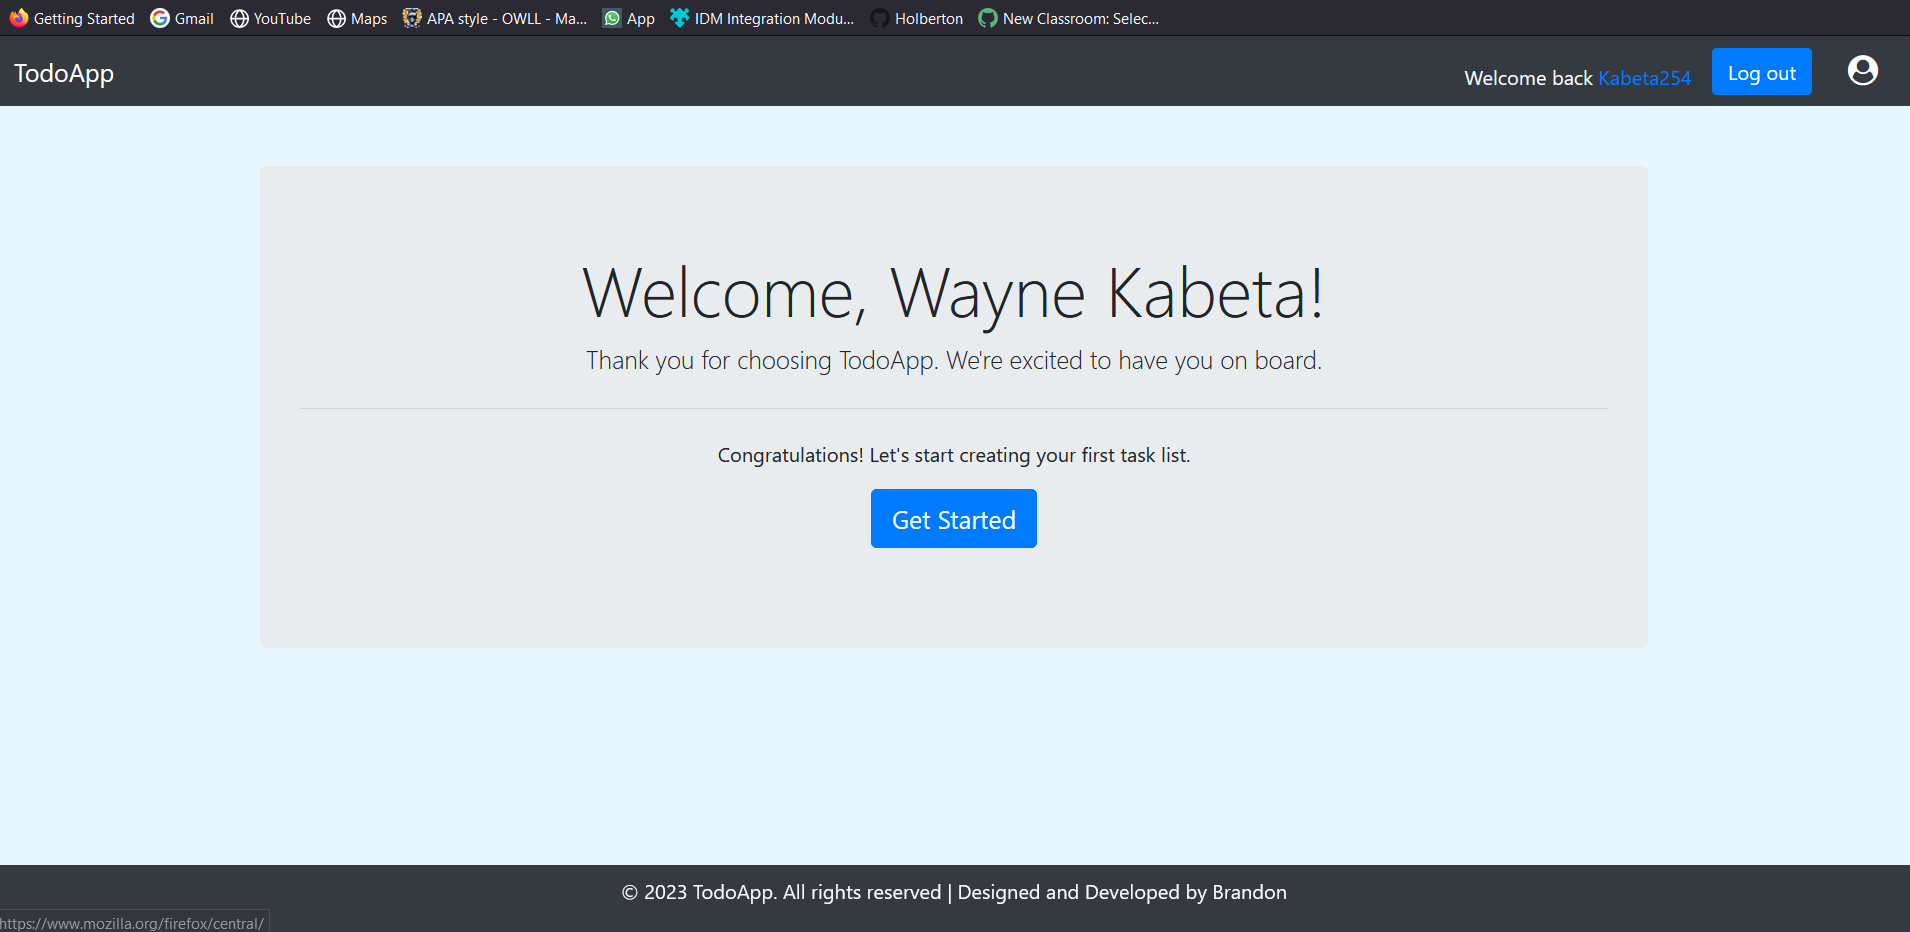 Getting Started Gmail YouTube Maps APA style - OWLL - Ma... App IDM Integration Modu... Holberton New Classroom: Selec...
TodoApp Welcome back Kabeta254 Log out
Welcome, Wayne Kabeta!
Thank you for choosing TodoApp. We're excited to have you on board.
Congratulations! Let's start creating your first task list.
Get Started
© 2023 TodoApp. All rights reserved | Designed and Developed by Brandon
https://www.mozilla.org/firefox/central/